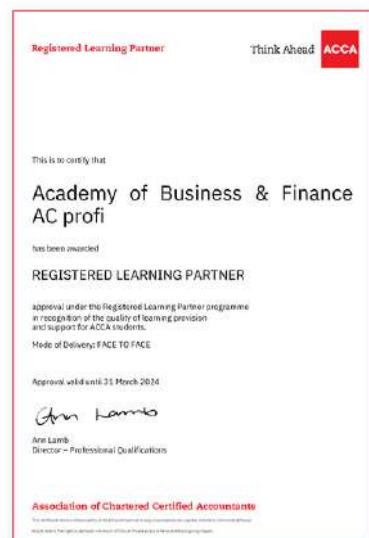 Registered Learning Partner
Think Ahead ACCA
This is to certify that
Academy of Business & Finance
AC profi
has been awarded
REGISTERED LEARNING PARTNER
approval under the Registered Learning Partner programme
in recognition of the quality of learning provision
and support for ACCA students.
Mode of Delivery: FACE TO FACE
Approval valid until 31 March 2024
Ann Lamb
Ann Lamb
Director – Professional Qualifications
Association of Chartered Certified Accountants